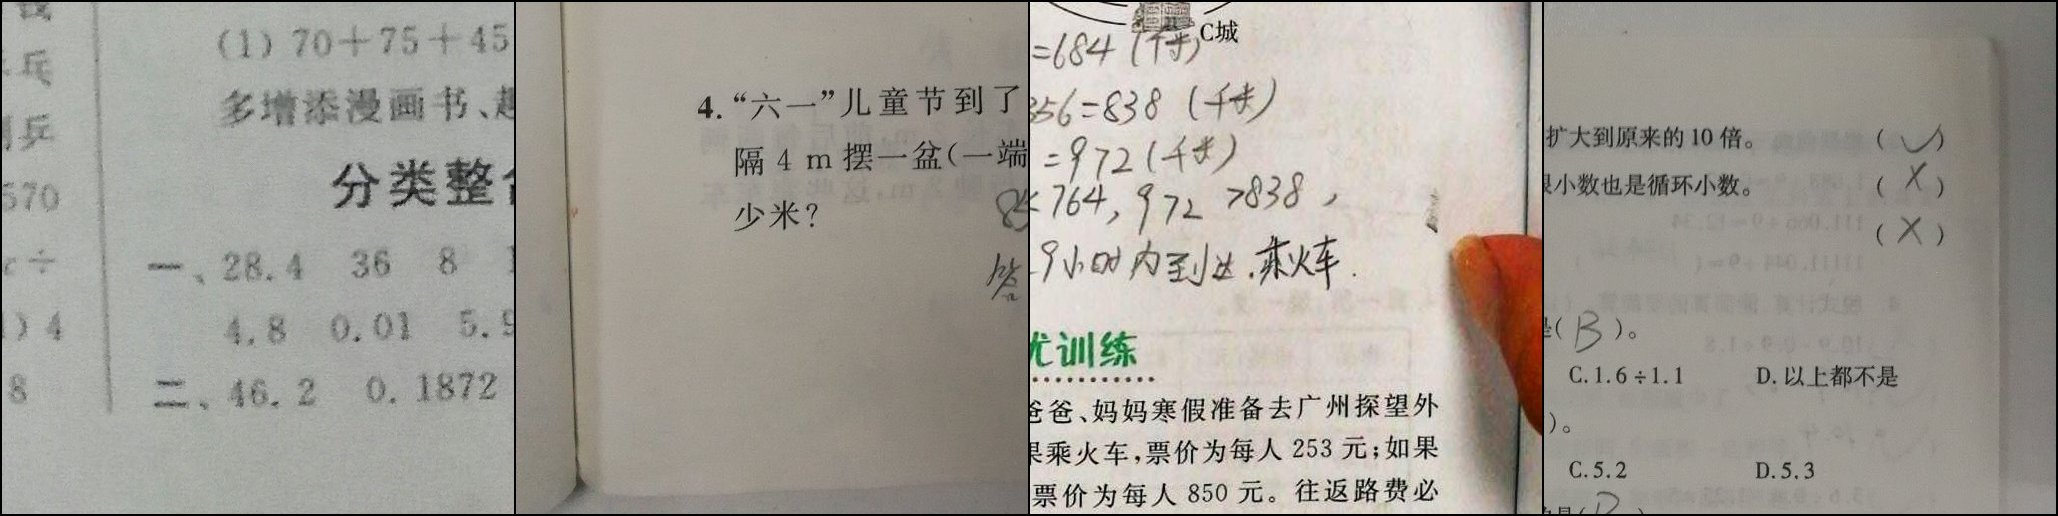 (1) 70+75+45
乓
多增添漫画书、
乒
分类整
570
一、28.4 36 8
÷
4.8 0.01 5.9
) 4
二、46.2 0.1872
8
4. “六一”儿童节到了
隔 4 m 摆一盆(一端
少米?
答
C城
=684 (千米)
356=838 (千米)
=972 (千米)
<764, 972 >838,
9小时内到达.乘火车.
优训练
爸爸、妈妈寒假准备去广州探望外
果乘火车,票价为每人 253 元;如果
票价为每人 850 元。往返路费必
扩大到原来的 10 倍。 ( ✓ )
限小数也是循环小数。 ( X )
( X )
( B )。
C.1.6÷1.1 D.以上都不是
)。
C.5.2 D.5.3